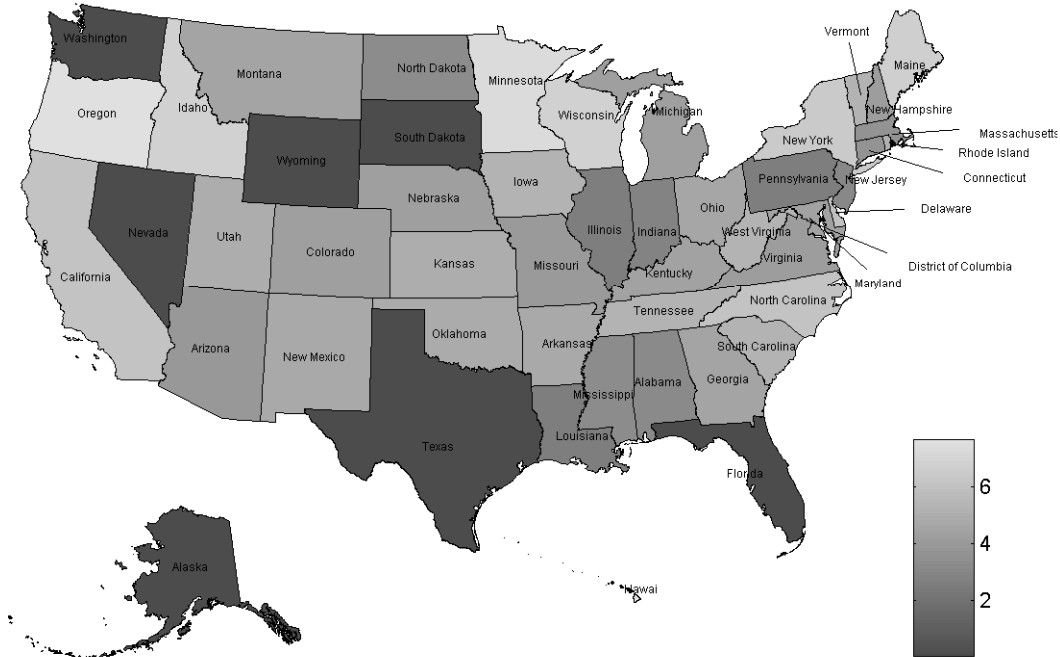 Washington
Montana
North Dakota
Minnesota
Vermont
Maine
Oregon
Idaho
Wisconsin
Michigan
New Hampshire
South Dakota
New York
Massachusetts
Wyoming
Rhode Island
Iowa
Pennsylvania
New Jersey
Connecticut
Nebraska
Ohio
Delaware
Nevada
Utah
Illinois
Indiana
West Virginia
Colorado
Kansas
Missouri
Kentucky
Virginia
District of Columbia
California
Maryland
North Carolina
Tennessee
Oklahoma
Arkansas
South Carolina
Arizona
New Mexico
Georgia
Mississippi
Alabama
Texas
Louisiana
Florida
6
4
Alaska
Hawai
2